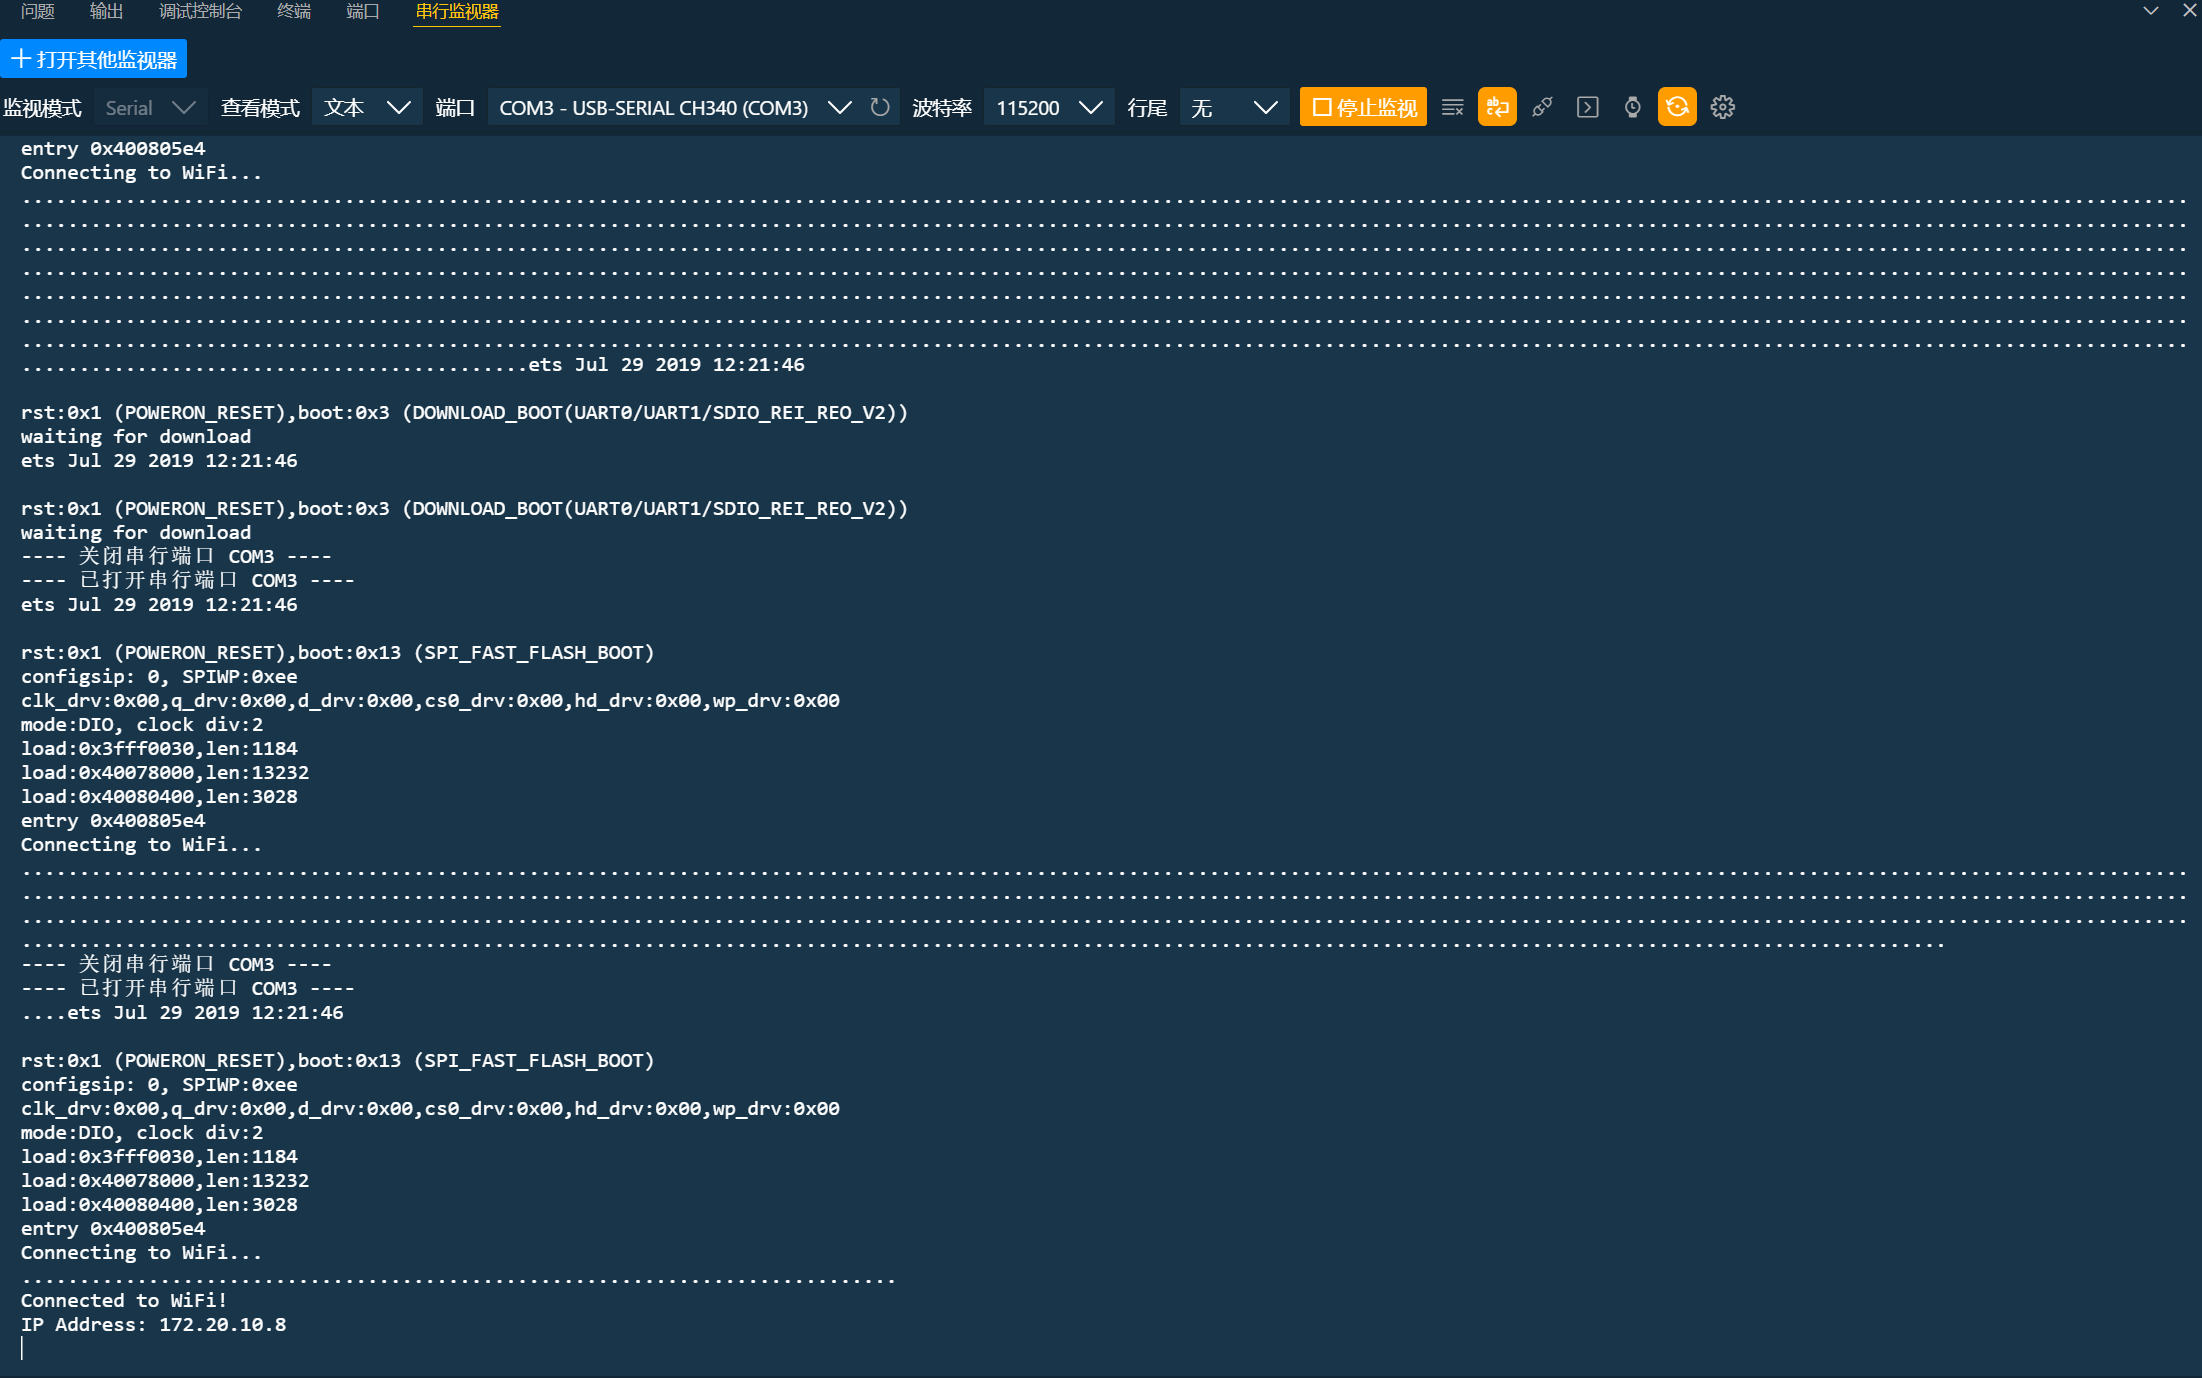 问题 输出 调试控制台 终端 端口 串行监视器
打开其他监视器
监视模式 Serial 查看模式 文本 端口 COM3 - USB-SERIAL CH340 (COM3) 波特率 115200 行尾 无 停止监视
entry 0x400805e4
Connecting to WiFi...
............................................ets Jul 29 2019 12:21:46
rst:0x1 (POWERON_RESET),boot:0x3 (DOWNLOAD_BOOT(UART0/UART1/SDIO_REI_REO_V2))
waiting for download
ets Jul 29 2019 12:21:46
rst:0x1 (POWERON_RESET),boot:0x3 (DOWNLOAD_BOOT(UART0/UART1/SDIO_REI_REO_V2))
waiting for download
---- 关闭串行端口 COM3 ----
---- 已打开串行端口 COM3 ----
ets Jul 29 2019 12:21:46
rst:0x1 (POWERON_RESET),boot:0x13 (SPI_FAST_FLASH_BOOT)
configsip: 0, SPIWP:0xee
clk_drv:0x00,q_drv:0x00,d_drv:0x00,cs0_drv:0x00,hd_drv:0x00,wp_drv:0x00
mode:DIO, clock div:2
load:0x3fff0030,len:1184
load:0x40078000,len:13232
load:0x40080400,len:3028
entry 0x400805e4
Connecting to WiFi...
---- 关闭串行端口 COM3 ----
---- 已打开串行端口 COM3 ----
....ets Jul 29 2019 12:21:46
rst:0x1 (POWERON_RESET),boot:0x13 (SPI_FAST_FLASH_BOOT)
configsip: 0, SPIWP:0xee
clk_drv:0x00,q_drv:0x00,d_drv:0x00,cs0_drv:0x00,hd_drv:0x00,wp_drv:0x00
mode:DIO, clock div:2
load:0x3fff0030,len:1184
load:0x40078000,len:13232
load:0x40080400,len:3028
entry 0x400805e4
Connecting to WiFi...
............................................................................
Connected to WiFi!
IP Address: 172.20.10.8